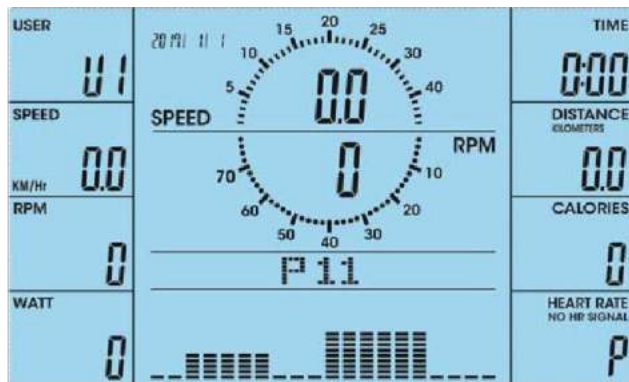 USER
U1
SPEED
KM/Hr 0.0
RPM
0
WATT
0
5
10
15
20
25
30
40
0.0
SPEED
RPM
0
70
60
50
40
30
20
10
P11
TIME
0:00
DISTANCE
KILOMETERS
0.0
CALORIES
0
HEART RATE
NO HR SIGNAL
P